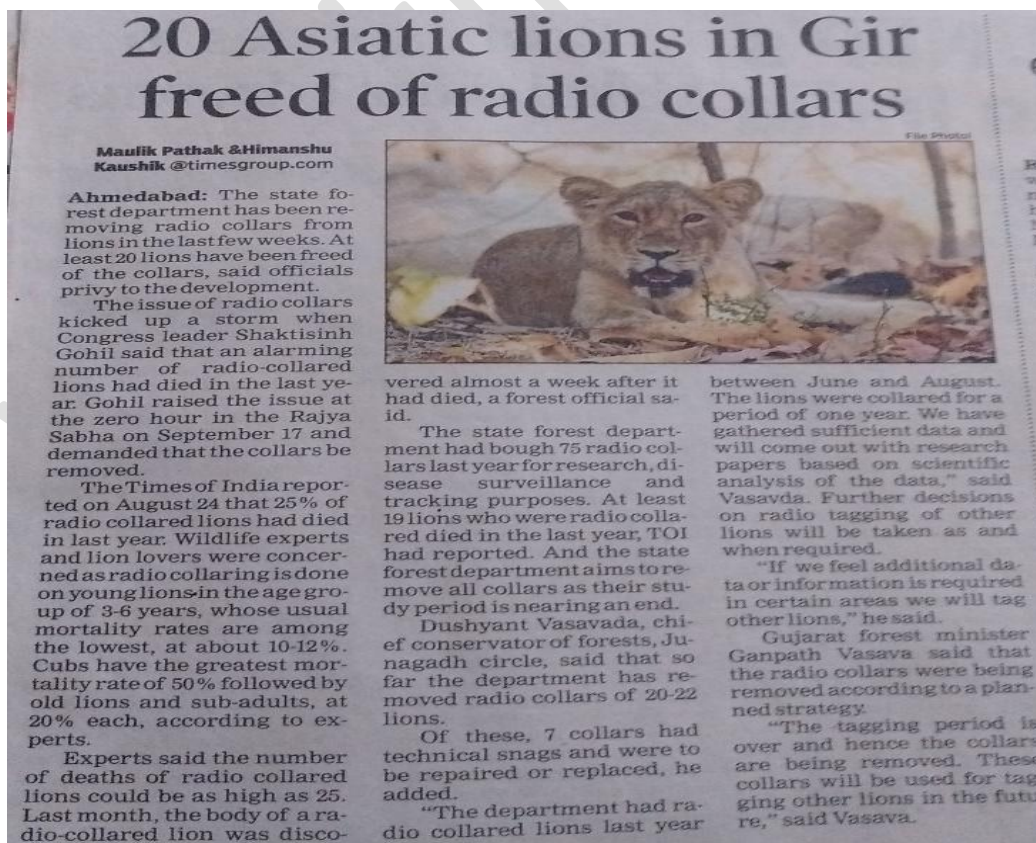 20 Asiatic lions in Gir
freed of radio collars
File Photo
Maulik Pathak &Himanshu
Kaushik @timesgroup.com
Ahmedabad: The state fo-
rest department has been re-
moving radio collars from
lions in the last few weeks. At
least 20 lions have been freed
of the collars, said officials
privy to the development.
The issue of radio collars
kicked up a storm when
Congress leader Shaktisinh
Gohil said that an alarming
number of radio-collared
lions had died in the last ye-
ar. Gohil raised the issue at
the zero hour in the Rajya
Sabha on September 17 and
demanded that the collars be
removed.
The Times of India repor-
ted on August 24 that 25% of
radio collared lions had died
in last year. Wildlife experts
and lion lovers were concer-
ned as radio collaring is done
on young lions in the age gro-
up of 3-6 years, whose usual
mortality rates are among
the lowest, at about 10-12%.
Cubs have the greatest mor-
tality rate of 50% followed by
old lions and sub-adults, at
20% each, according to ex-
perts.
Experts said the number
of deaths of radio collared
lions could be as high as 25.
Last month, the body of a ra-
dio-collared lion was disco-
vered almost a week after it
had died, a forest official sa-
id.
The state forest depart-
ment had bough 75 radio col-
lars last year for research, di-
sease surveillance and
tracking purposes. At least
19 lions who were radio colla-
red died in the last year, TOI
had reported. And the state
forest department aims to re-
move all collars as their stu-
dy period is nearing an end.
Dushyant Vasavada, chi-
ef conservator of forests, Ju-
nagadh circle, said that so
far the department has re-
moved radio collars of 20-22
lions.
Of these, 7 collars had
technical snags and were to
be repaired or replaced, he
added.
"The department had ra-
dio collared lions last year
between June and August.
The lions were collared for a
period of one year. We have
gathered sufficient data and
will come out with research
papers based on scientific
analysis of the data," said
Vasavda. Further decisions
on radio tagging of other
lions will be taken as and
when required.
"If we feel additional da-
ta or information is required
in certain areas we will tag
other lions," he said.
Gujarat forest minister
Ganpath Vasava said that
the radio collars were being
removed according to a plan
ned strategy.
"The tagging period is
over and hence the collars
are being removed. These
collars will be used for tag
ging other lions in the futu
re," said Vasava.